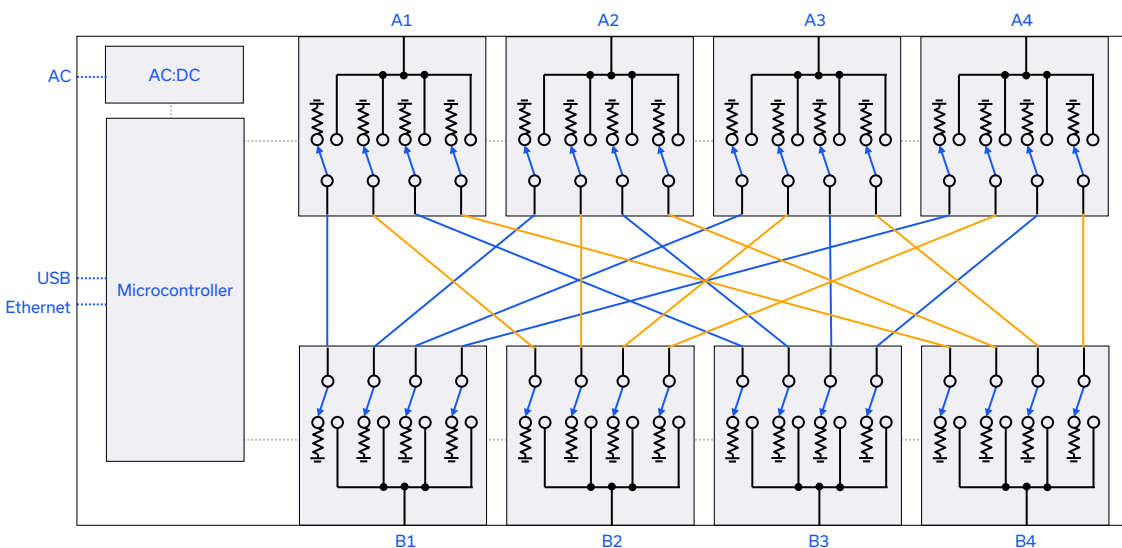 A1 A2 A3 A4
AC AC:DC
USB
Microcontroller
Ethernet
B1 B2 B3 B4